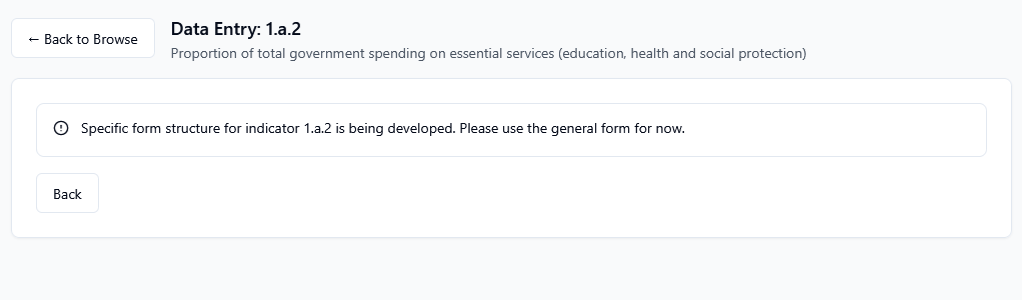 ← Back to Browse
Data Entry: 1.a.2
Proportion of total government spending on essential services (education, health and social protection)
Specific form structure for indicator 1.a.2 is being developed. Please use the general form for now.
Back